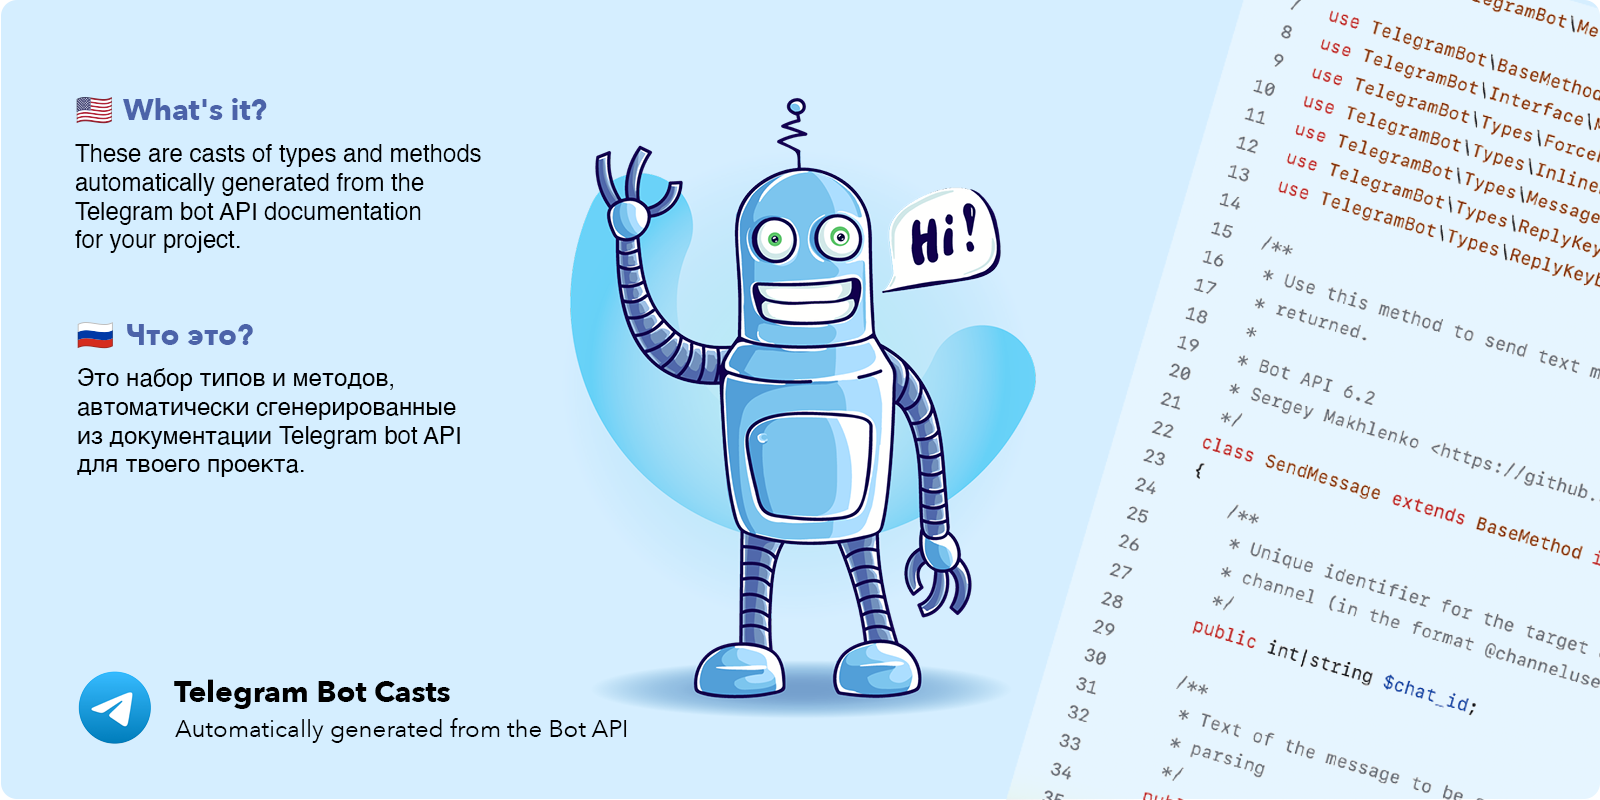 What's it?
These are casts of types and methods
automatically generated from the
Telegram bot API documentation
for your project.
Что это?
Это набор типов и методов,
автоматически сгенерированные
из документации Telegram bot API
для твоего проекта.
Telegram Bot Casts
Automatically generated from the Bot API
Hi!
7
8 use TelegramBot\BaseMethod
9 use TelegramBot\Interface\
10 use TelegramBot\Types\Force
11 use TelegramBot\Types\Inline
12 use TelegramBot\Types\Message
13 use TelegramBot\Types\ReplyKey
14 use TelegramBot\Types\ReplyKeyb
15
16 /**
17 * Use this method to send text m
18 * returned.
19 *
20 * Bot API 6.2
21 * Sergey Makhlenko <https://github.
22 */
23 class SendMessage extends BaseMethod i
24 {
25 /**
26 * Unique identifier for the target
27 * channel (in the format @channeluse
28 */
29 public int|string $chat_id;
30
31 /**
32 * Text of the message to be
33 * parsing
34 */
35